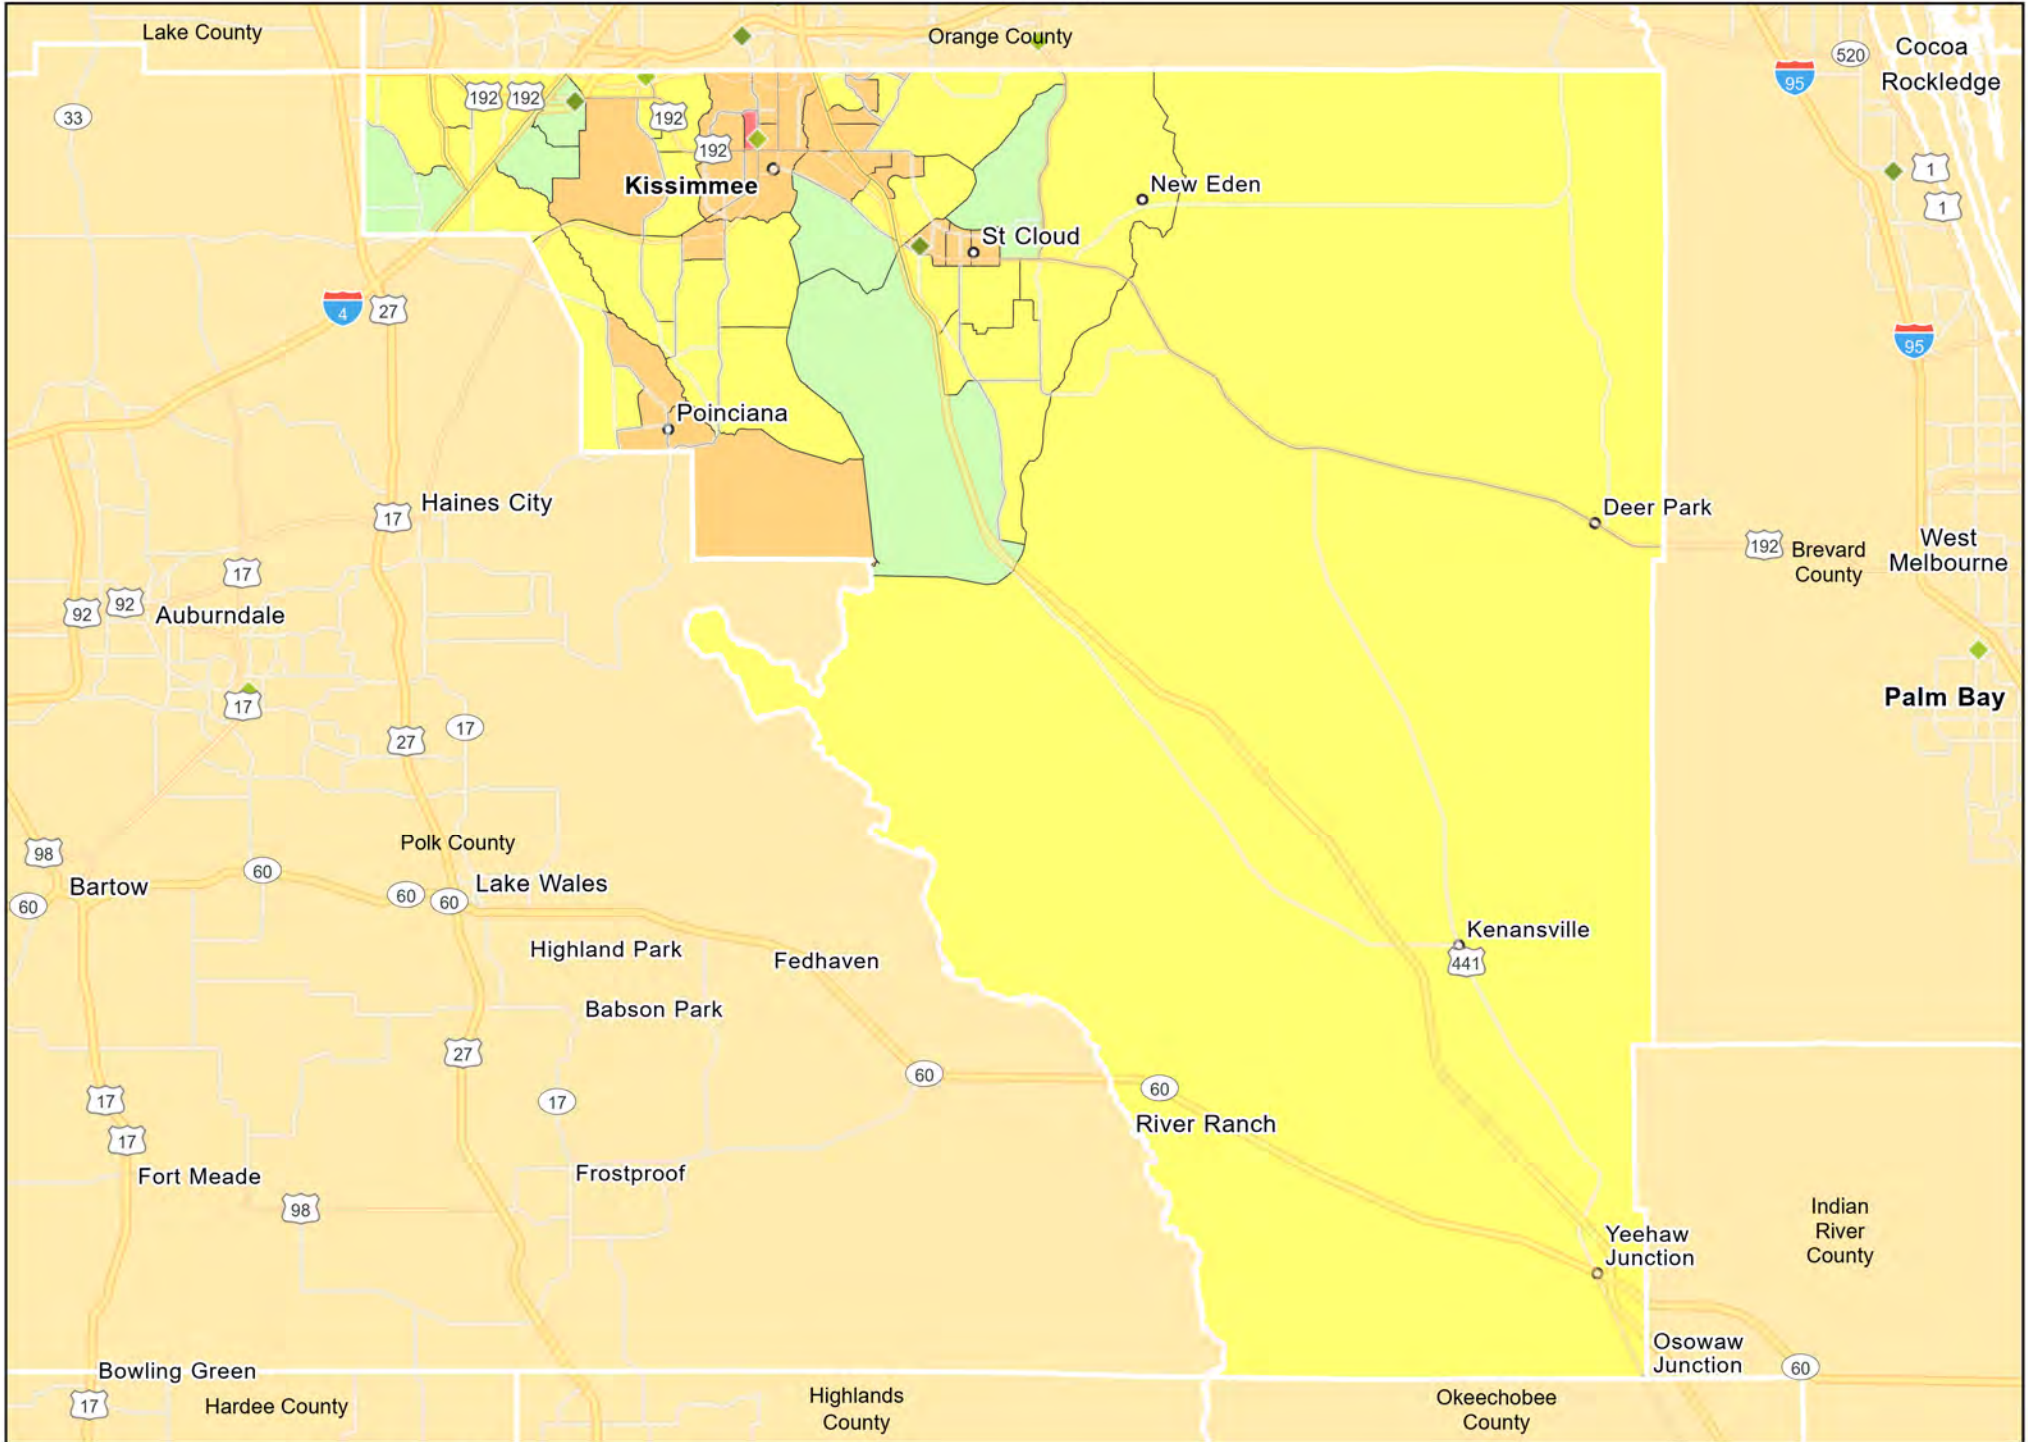 Lake County
Orange County
520
Cocoa
95
Rockledge
192
192
33
192
192
1
Kissimmee
New Eden
1
St Cloud
4
27
95
Poinciana
Haines City
17
Deer Park
192
Brevard
County
West
Melbourne
17
92
92
Auburndale
Palm Bay
17
27
17
Polk County
98
60
Bartow
60
60
60
Lake Wales
Highland Park
Fedhaven
Kenansville
441
Babson Park
27
60
60
17
17
River Ranch
17
Fort Meade
Frostproof
98
Indian
River
County
Yeehaw
Junction
Osowaw
Junction
60
Bowling Green
17
Hardee County
Highlands
County
Okeechobee
County